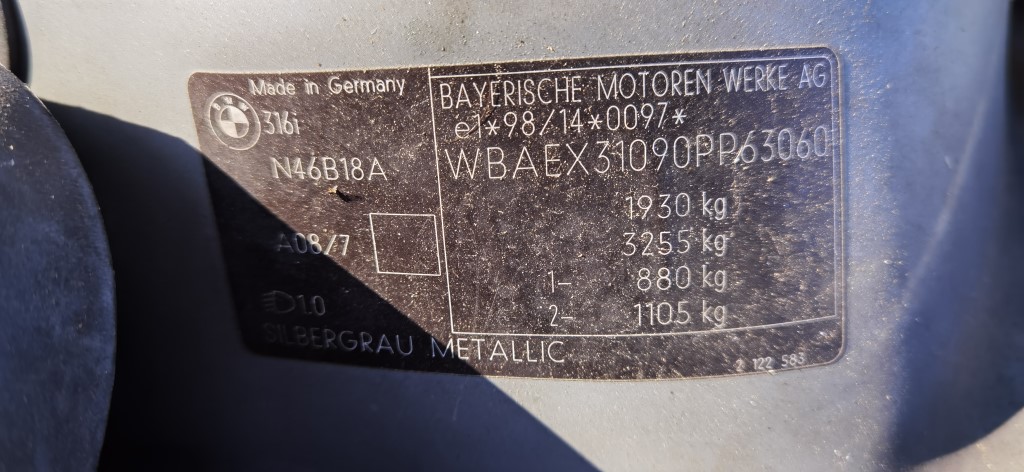 Made in Germany
316i
N46B18A
A08/7
1.0
SILBERGRAU METALLIC
BAYERISCHE MOTOREN WERKE AG
e1*98/14*0097*
WBAEX31090PP63060
1930 kg
3255 kg
1- 880 kg
2- 1105 kg
2 122 583